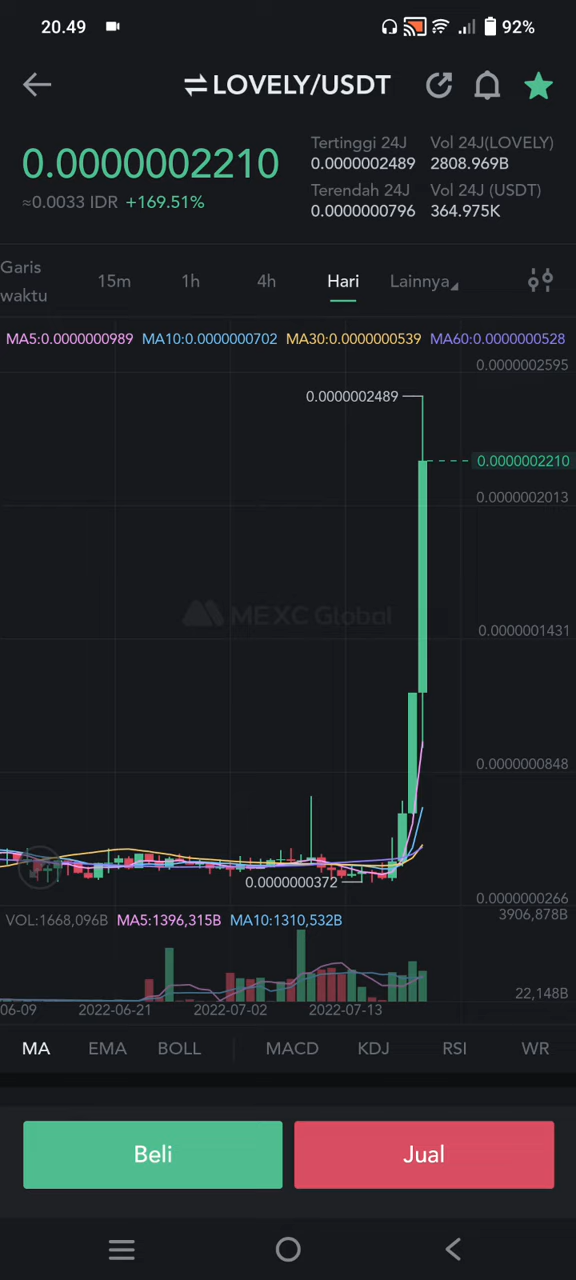 20.49
92%
LOVELY/USDT
0.0000002210
≈0.0033 IDR +169.51%
Tertinggi 24J
0.0000002489
Vol 24J(LOVELY)
2808.969B
Terendah 24J
0.0000000796
Vol 24J (USDT)
364.975K
Garis waktu
15m
1h
4h
Hari
Lainnya
MA5:0.0000000989 MA10:0.0000000702 MA30:0.0000000539 MA60:0.0000000528
0.0000002595
0.0000002489
0.0000002210
0.0000002013
MEXC Global
0.0000001431
0.0000000848
0.0000000372
0.0000000266
VOL:1668,096B MA5:1396,315B MA10:1310,532B
3906,878B
22,148B
06-09
2022-06-21
2022-07-02
2022-07-13
MA
EMA
BOLL
MACD
KDJ
RSI
WR
Beli
Jual